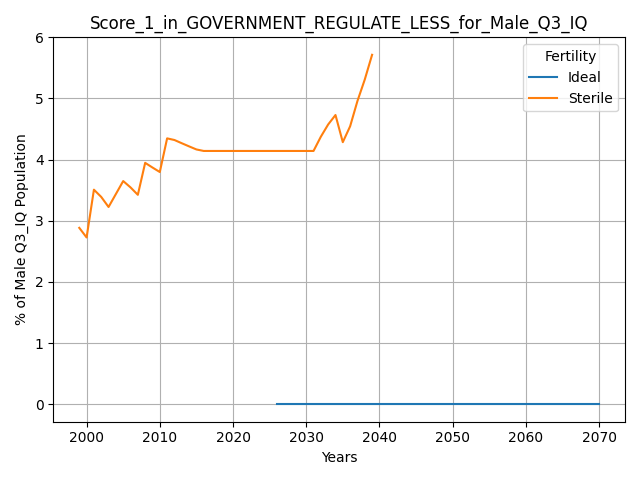 Score_1_in_GOVERNMENT_REGULATE_LESS_for_Male_Q3_IQ
Fertility
Ideal
Sterile
% of Male Q3_IQ Population
6
5
4
3
2
1
0
2000 2010 2020 2030 2040 2050 2060 2070
Years